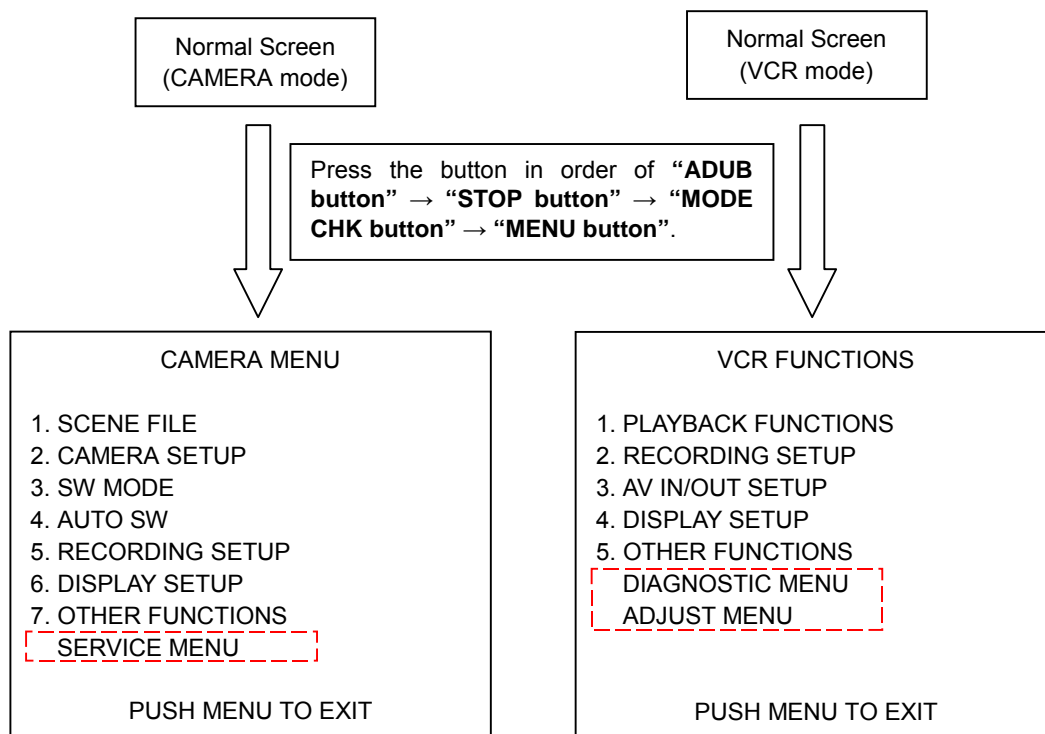 Normal Screen
(CAMERA mode)
Normal Screen
(VCR mode)
Press the button in order of “ADUB
button” → “STOP button” → “MODE
CHK button” → “MENU button”.
CAMERA MENU
1. SCENE FILE
2. CAMERA SETUP
3. SW MODE
4. AUTO SW
5. RECORDING SETUP
6. DISPLAY SETUP
7. OTHER FUNCTIONS
SERVICE MENU
PUSH MENU TO EXIT
VCR FUNCTIONS
1. PLAYBACK FUNCTIONS
2. RECORDING SETUP
3. AV IN/OUT SETUP
4. DISPLAY SETUP
5. OTHER FUNCTIONS
DIAGNOSTIC MENU
ADJUST MENU
PUSH MENU TO EXIT